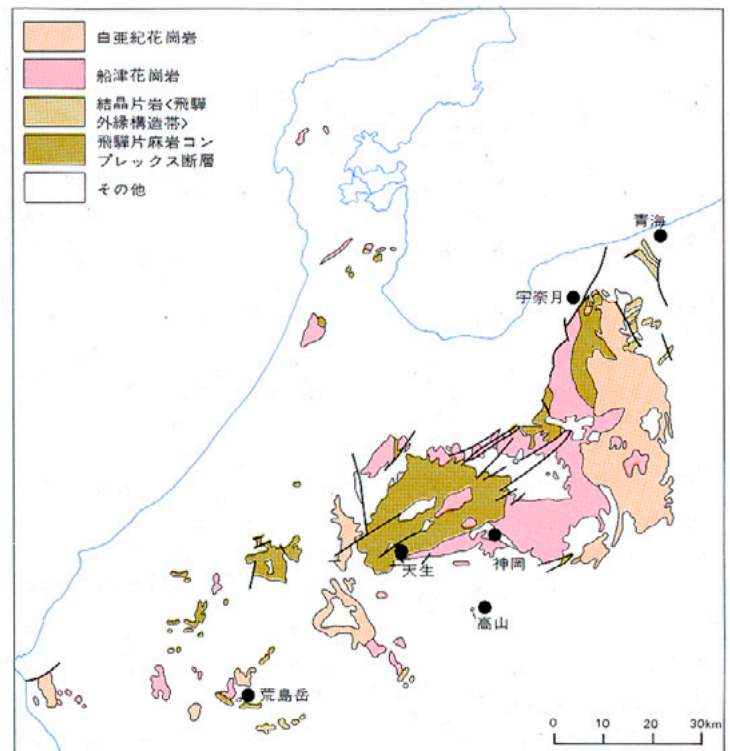 白亜紀花崗岩
船津花崗岩
結晶片岩<飛騨
外縁構造帯>
飛騨片麻岩コン
プレックス断層
その他
青海
宇奈月
天生
神岡
高山
荒島岳
0 10 20 30km